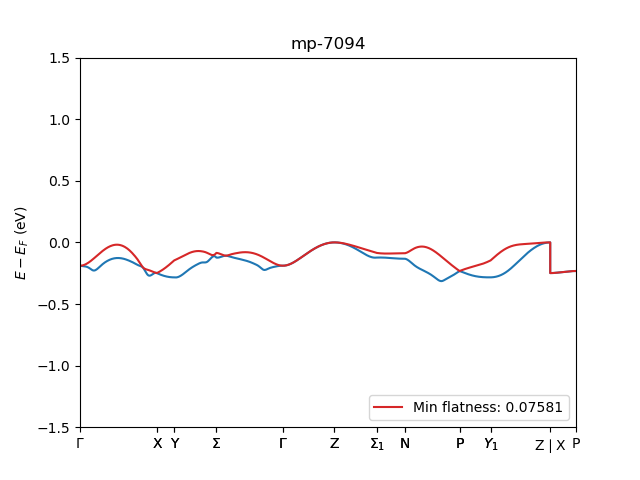 mp-7094
1.5
1.0
0.5
0.0
−0.5
−1.0
−1.5
E − E_F (eV)
Min flatness: 0.07581
Γ X Y Σ Γ Z Σ₁ N P Y₁ Z | X P